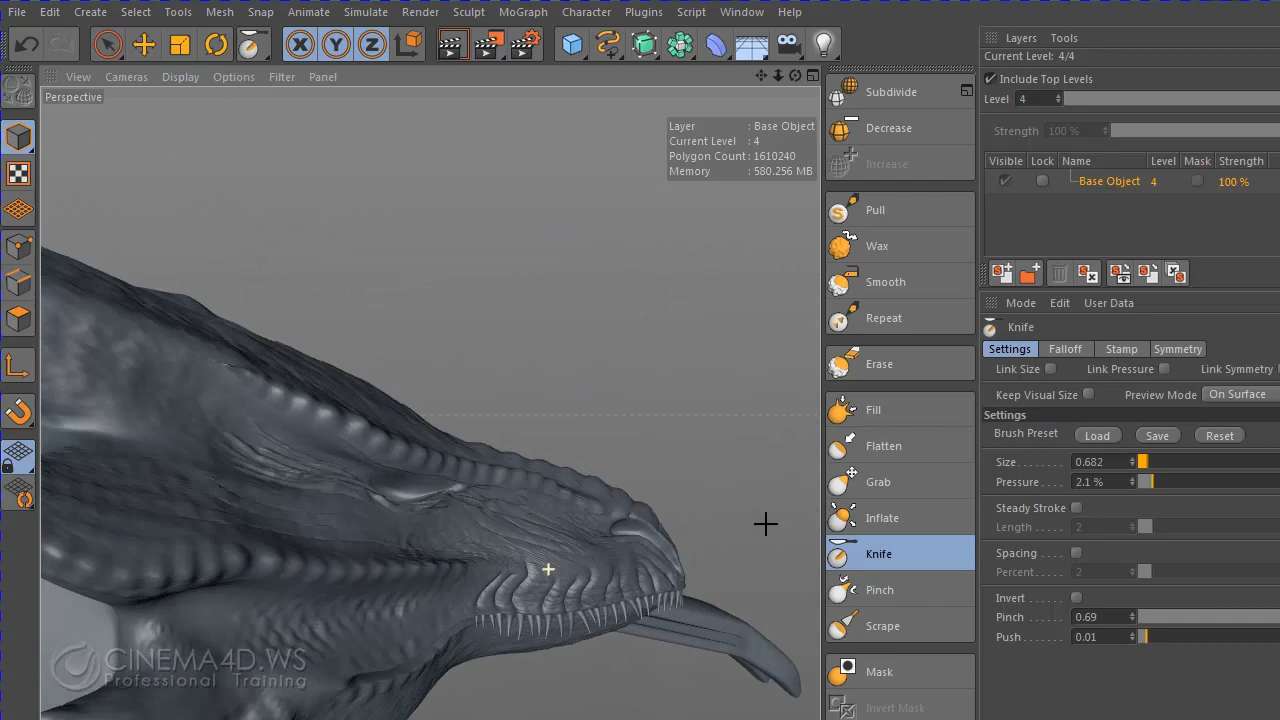 File Edit Create Select Tools Mesh Snap Animate Simulate Render Sculpt MoGraph Character Plugins Script Window Help
X Y Z
View Cameras Display Options Filter Panel
Perspective
Layer : Base Object
Current Level : 4
Polygon Count : 1610240
Memory : 580.256 MB
CINEMA4D.WS
Professional Training
Subdivide
Decrease
Increase
Pull
Wax
Smooth
Repeat
Erase
Fill
Flatten
Grab
Inflate
Knife
Pinch
Scrape
Mask
Invert Mask
Layers Tools
Current Level: 4/4
Include Top Levels
Level 4
Strength 100 %
Visible Lock Name Level Mask Strength
Base Object 4 100 %
Mode Edit User Data
Knife
Settings Falloff Stamp Symmetry
Link Size Link Pressure Link Symmetry
Keep Visual Size Preview Mode On Surface
Settings
Brush Preset Load Save Reset
Size 0.682
Pressure 2.1 %
Steady Stroke
Length 2
Spacing
Percent 2
Invert
Pinch 0.69
Push 0.01